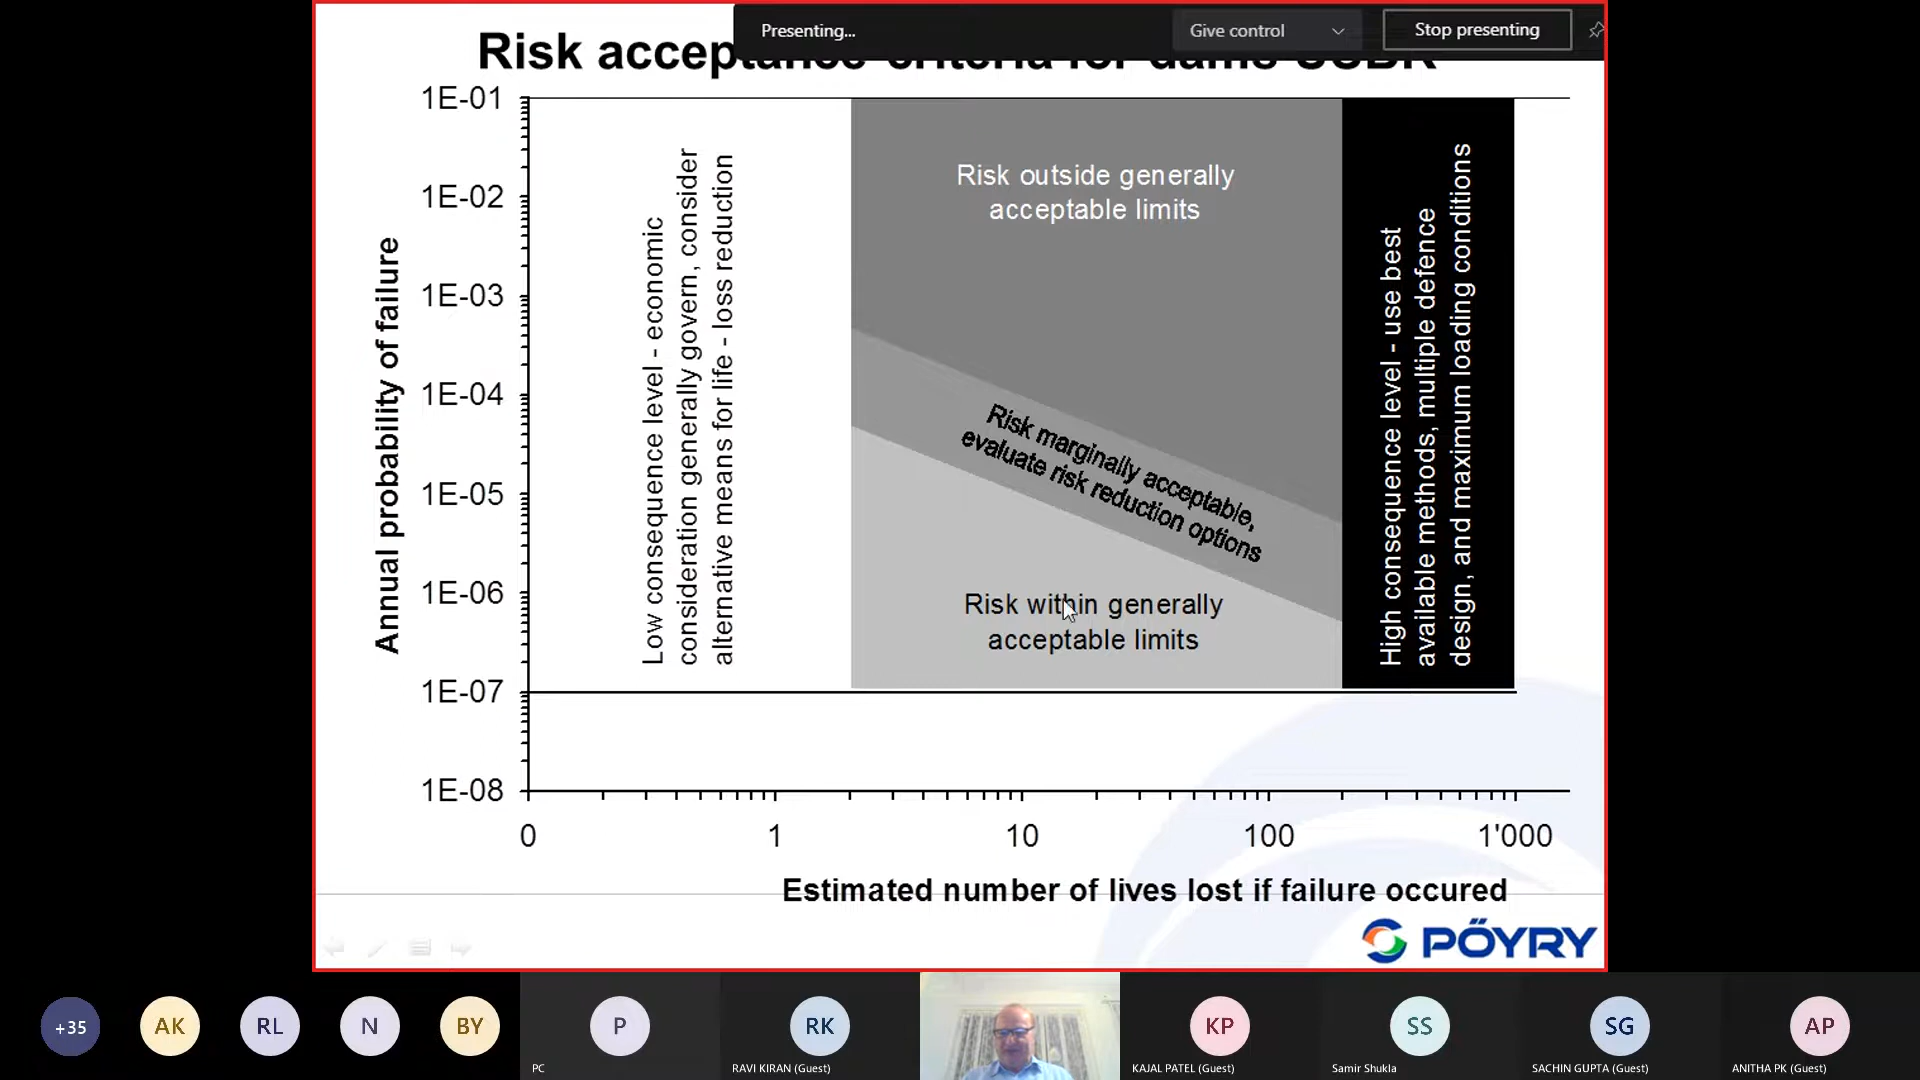 Presenting...
Give control
Stop presenting
Risk acceptance criteria for dams USBR
1E-01
1E-02
1E-03
1E-04
1E-05
1E-06
1E-07
1E-08
Annual probability of failure
Low consequence level - economic
consideration generally govern, consider
alternative means for life - loss reduction
Risk outside generally
acceptable limits
Risk marginally acceptable,
evaluate risk reduction options
Risk within generally
acceptable limits
High consequence level - use best
available methods, multiple defence
design, and maximum loading conditions
0
1
10
100
1'000
Estimated number of lives lost if failure occured
PÖYRY
+35
AK
RL
N
BY
P
PC
RK
RAVI KIRAN (Guest)
KP
KAJAL PATEL (Guest)
SS
Samir Shukla
SG
SACHIN GUPTA (Guest)
AP
ANITHA PK (Guest)